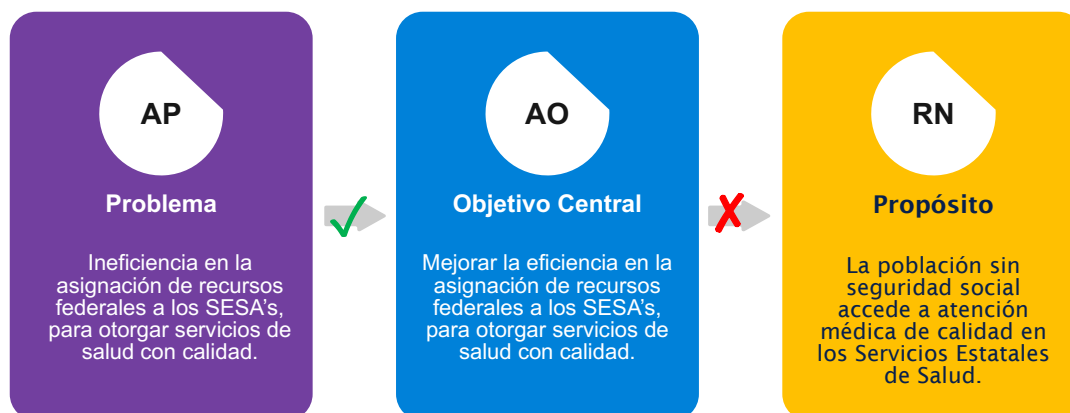 AP
Problema
Ineficiencia en la
asignación de recursos
federales a los SESA's,
para otorgar servicios de
salud con calidad.
AO
Objetivo Central
Mejorar la eficiencia en la
asignación de recursos
federales a los SESA's,
para otorgar servicios de
salud con calidad.
RN
Propósito
La población sin
seguridad social
accede a atención
médica de calidad en
los Servicios Estatales
de Salud.